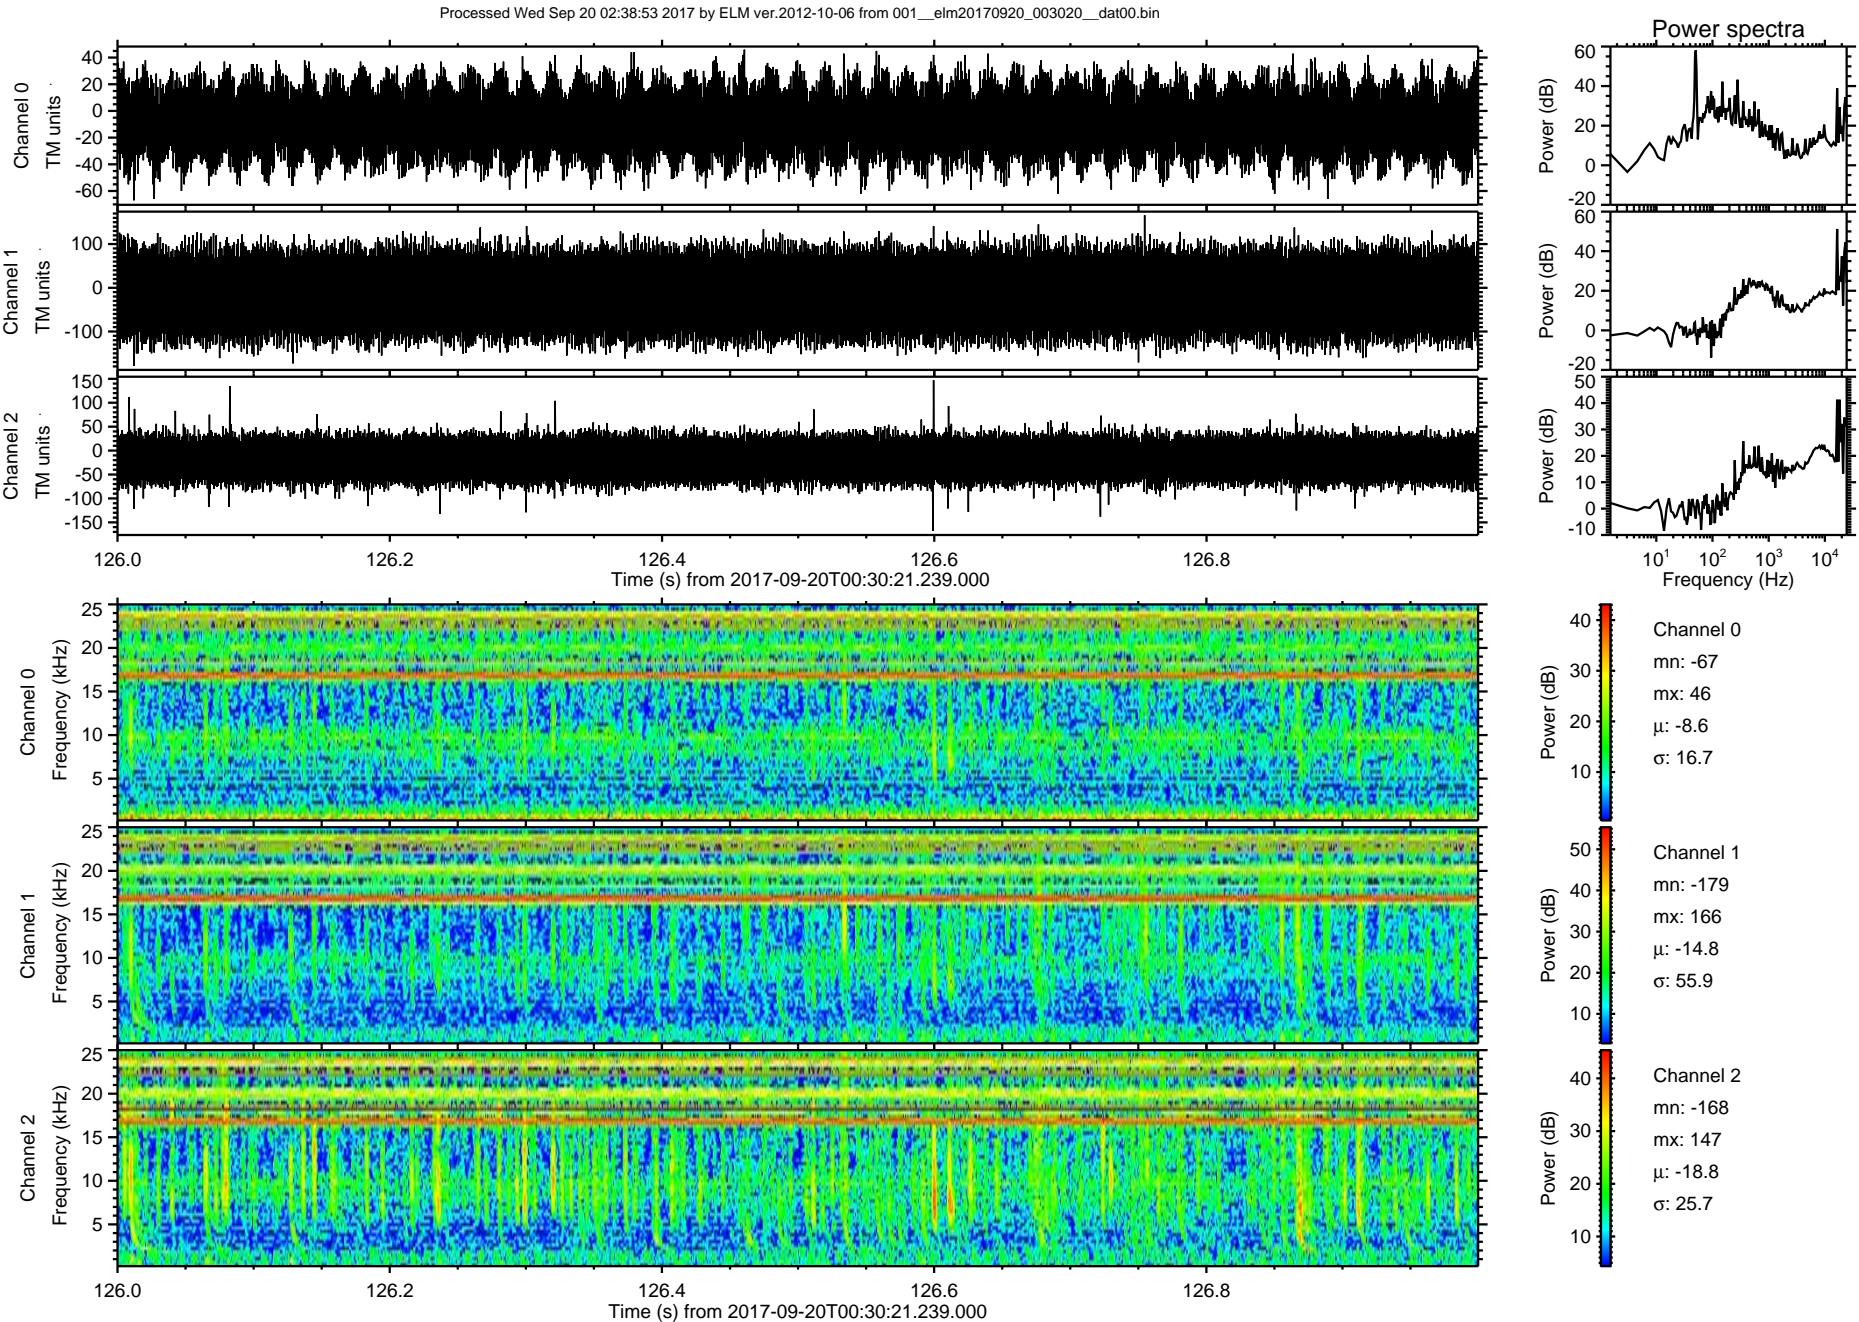 Processed Wed Sep 20 02:38:53 2017 by ELM ver.2012-10-06 from 001__elm20170920_003020__dat00.bin
Power spectra
Channel 0
TM units
40
20
0
-20
-40
-60
Power (dB)
60
40
20
0
-20
Channel 1
TM units
100
0
-100
Power (dB)
60
40
20
0
-20
Channel 2
TM units
150
100
50
0
-50
-100
-150
Power (dB)
50
40
30
20
10
0
-10
126.0 126.2 126.4 126.6 126.8
Time (s) from 2017-09-20T00:30:21.239.000
10¹ 10² 10³ 10⁴
Frequency (Hz)
Channel 0
Frequency (kHz)
25
20
15
10
5
Power (dB)
40
30
20
10
Channel 0
mn: -67
mx: 46
μ: -8.6
σ: 16.7
Channel 1
Frequency (kHz)
25
20
15
10
5
Power (dB)
50
40
30
20
10
Channel 1
mn: -179
mx: 166
μ: -14.8
σ: 55.9
Channel 2
Frequency (kHz)
25
20
15
10
5
Power (dB)
40
30
20
10
Channel 2
mn: -168
mx: 147
μ: -18.8
σ: 25.7
126.0 126.2 126.4 126.6 126.8
Time (s) from 2017-09-20T00:30:21.239.000